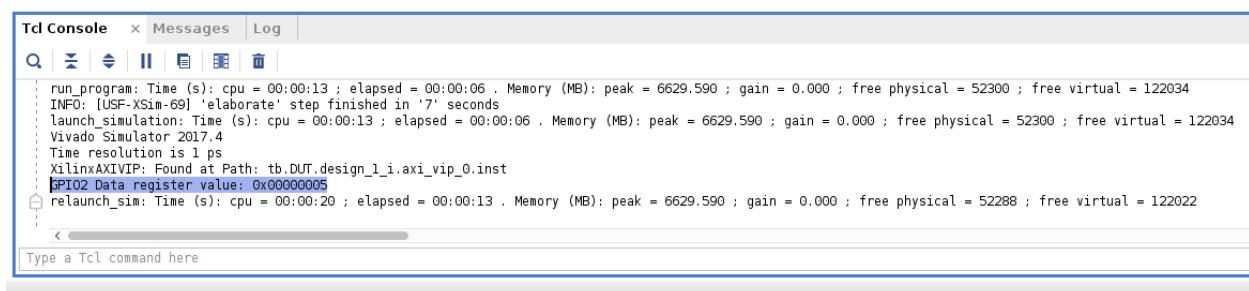 Tcl Console × Messages Log
run_program: Time (s): cpu = 00:00:13 ; elapsed = 00:00:06 . Memory (MB): peak = 6629.590 ; gain = 0.000 ; free physical = 52300 ; free virtual = 122034
INFO: [USF-XSim-69] 'elaborate' step finished in '7' seconds
launch_simulation: Time (s): cpu = 00:00:13 ; elapsed = 00:00:06 . Memory (MB): peak = 6629.590 ; gain = 0.000 ; free physical = 52300 ; free virtual = 122034
Vivado Simulator 2017.4
Time resolution is 1 ps
XilinxAXIVIP: Found at Path: tb.DUT.design_1_i.axi_vip_0.inst
GPIO2 Data register value: 0x00000005
relaunch_sim: Time (s): cpu = 00:00:20 ; elapsed = 00:00:13 . Memory (MB): peak = 6629.590 ; gain = 0.000 ; free physical = 52288 ; free virtual = 122022
Type a Tcl command here